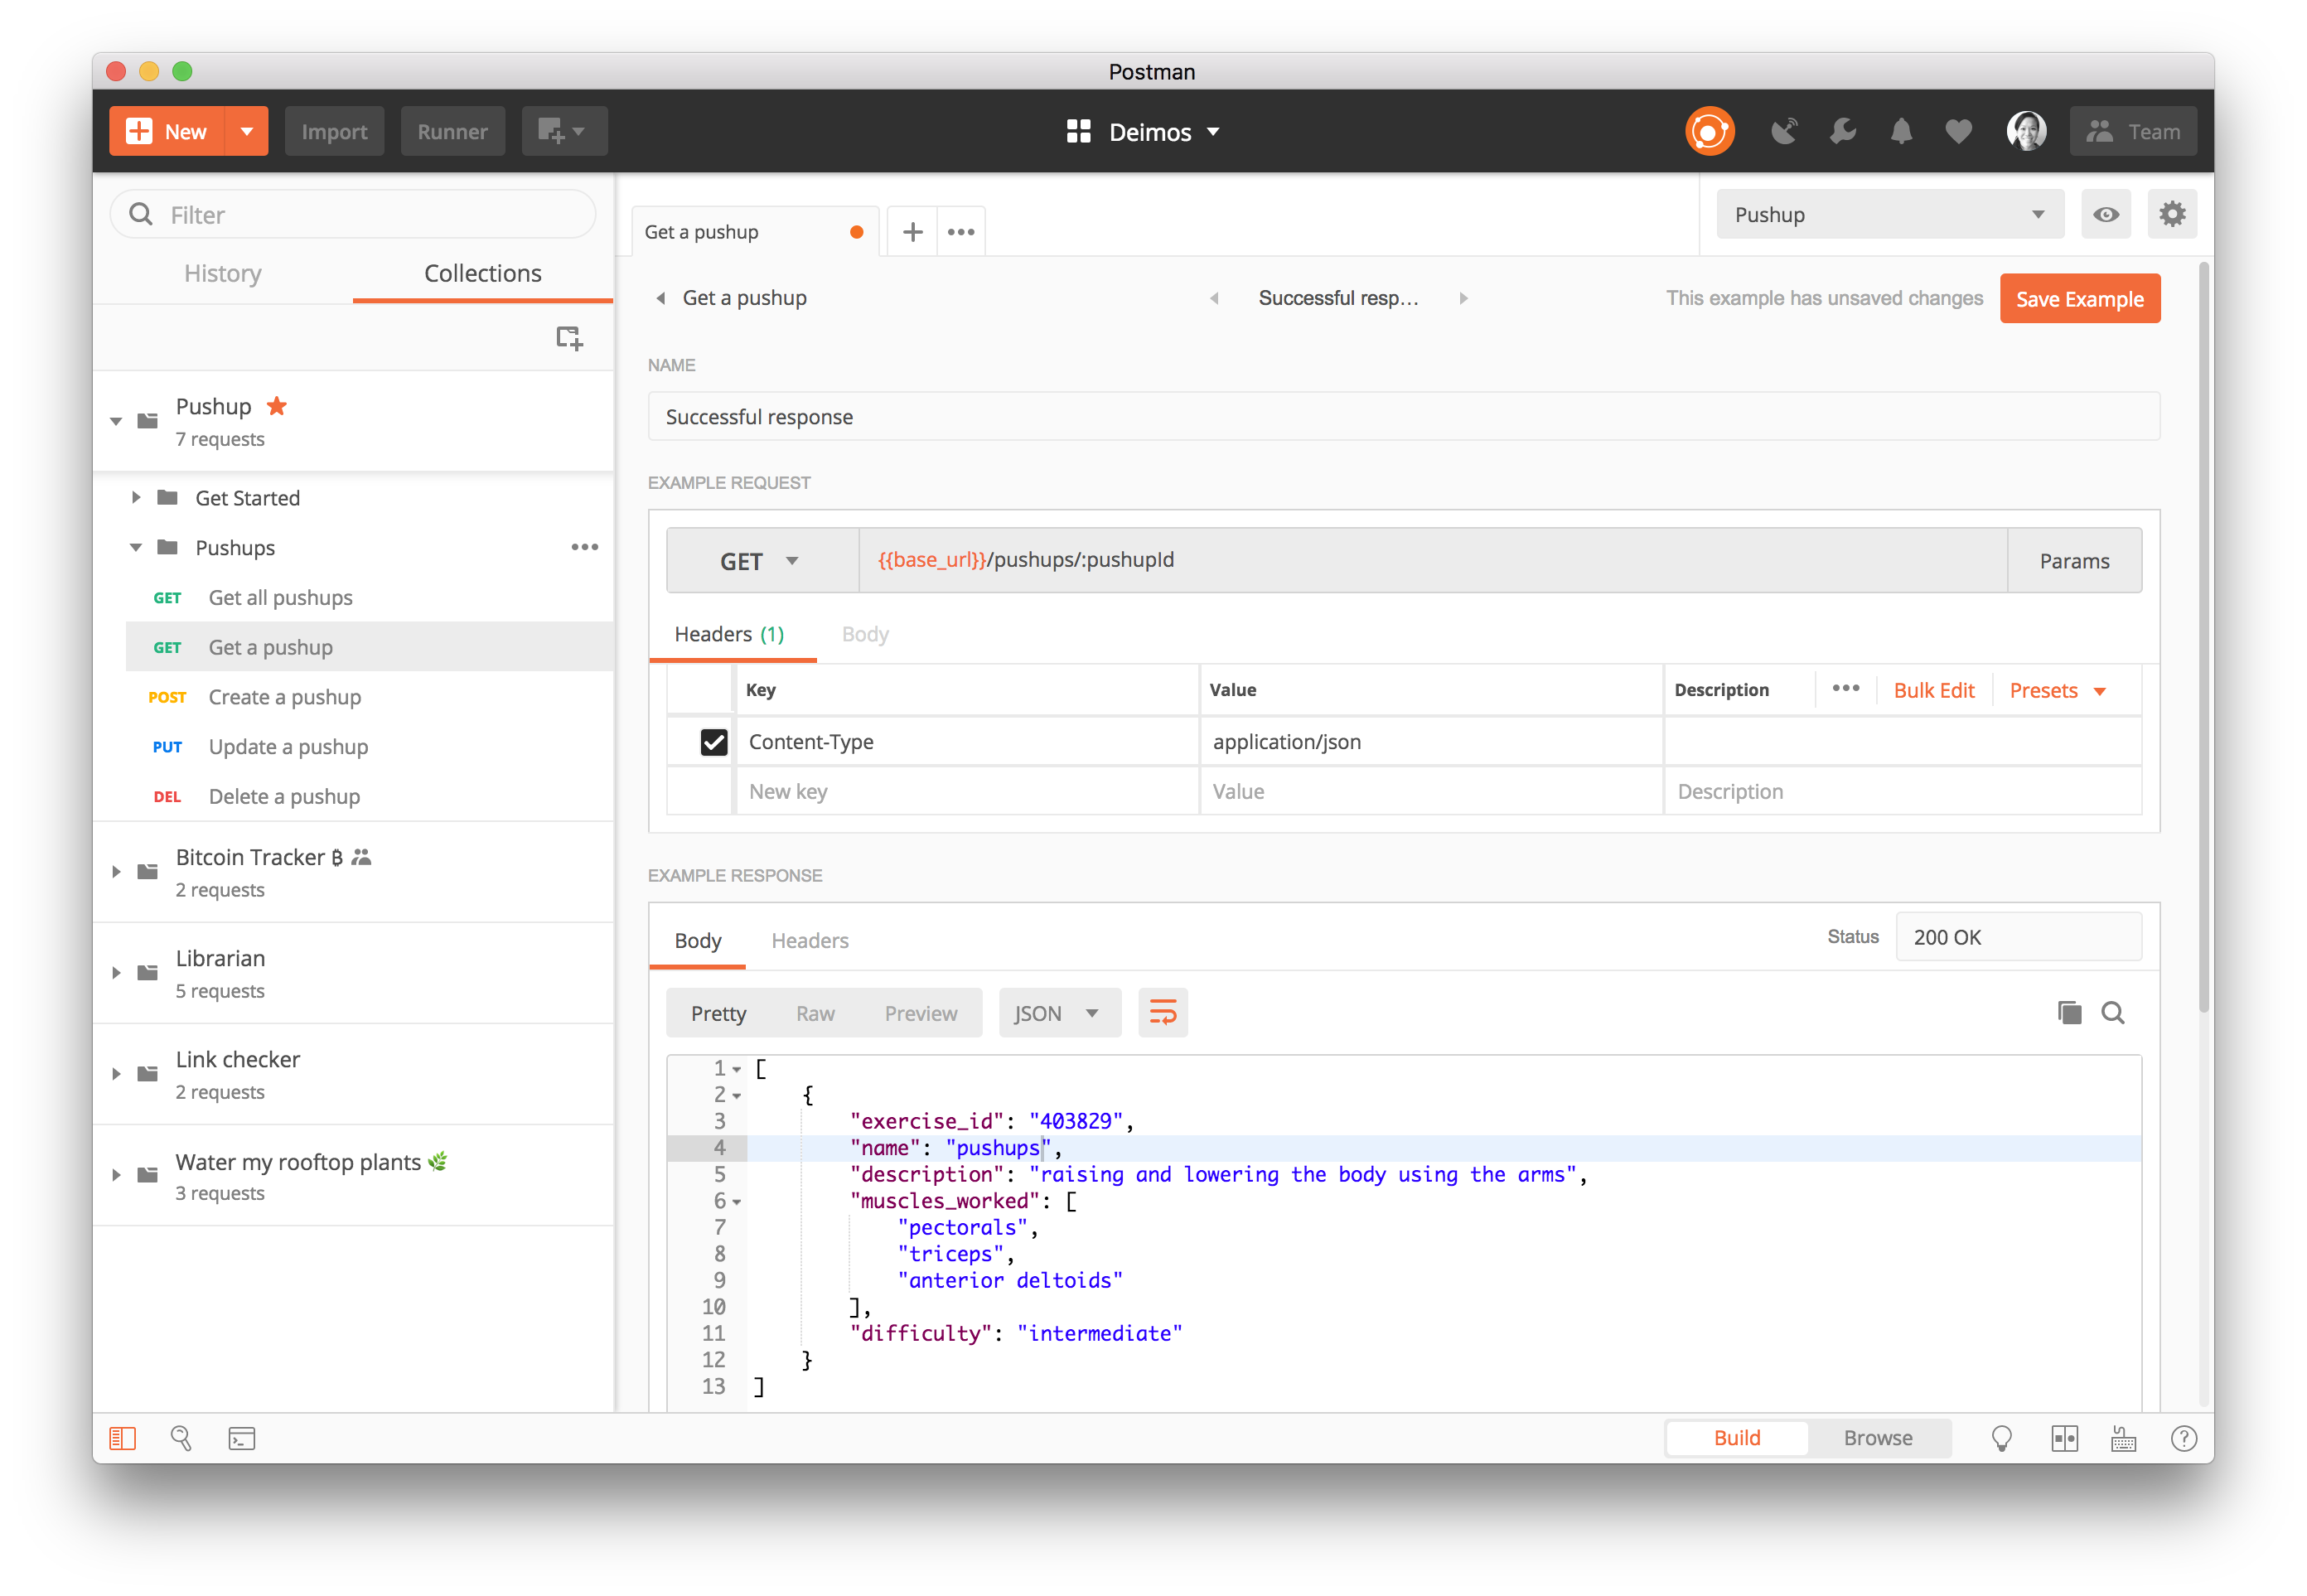 Postman
New
Import
Runner
Deimos
Team
Filter
History
Collections
Pushup
7 requests
Get Started
Pushups
GET Get all pushups
GET Get a pushup
POST Create a pushup
PUT Update a pushup
DEL Delete a pushup
Bitcoin Tracker ₿
2 requests
Librarian
5 requests
Link checker
2 requests
Water my rooftop plants 🌿
3 requests
Get a pushup
Pushup
Get a pushup
Successful resp...
This example has unsaved changes
Save Example
NAME
Successful response
EXAMPLE REQUEST
GET
{{base_url}}/pushups/:pushupId
Params
Headers (1)
Body
Key Value Description
Bulk Edit
Presets
Content-Type application/json
New key Value Description
EXAMPLE RESPONSE
Body
Headers
Status
200 OK
Pretty
Raw
Preview
JSON
1 [
2 {
3 "exercise_id": "403829",
4 "name": "pushups",
5 "description": "raising and lowering the body using the arms",
6 "muscles_worked": [
7 "pectorals",
8 "triceps",
9 "anterior deltoids"
10 ],
11 "difficulty": "intermediate"
12 }
13 ]
Build
Browse
?